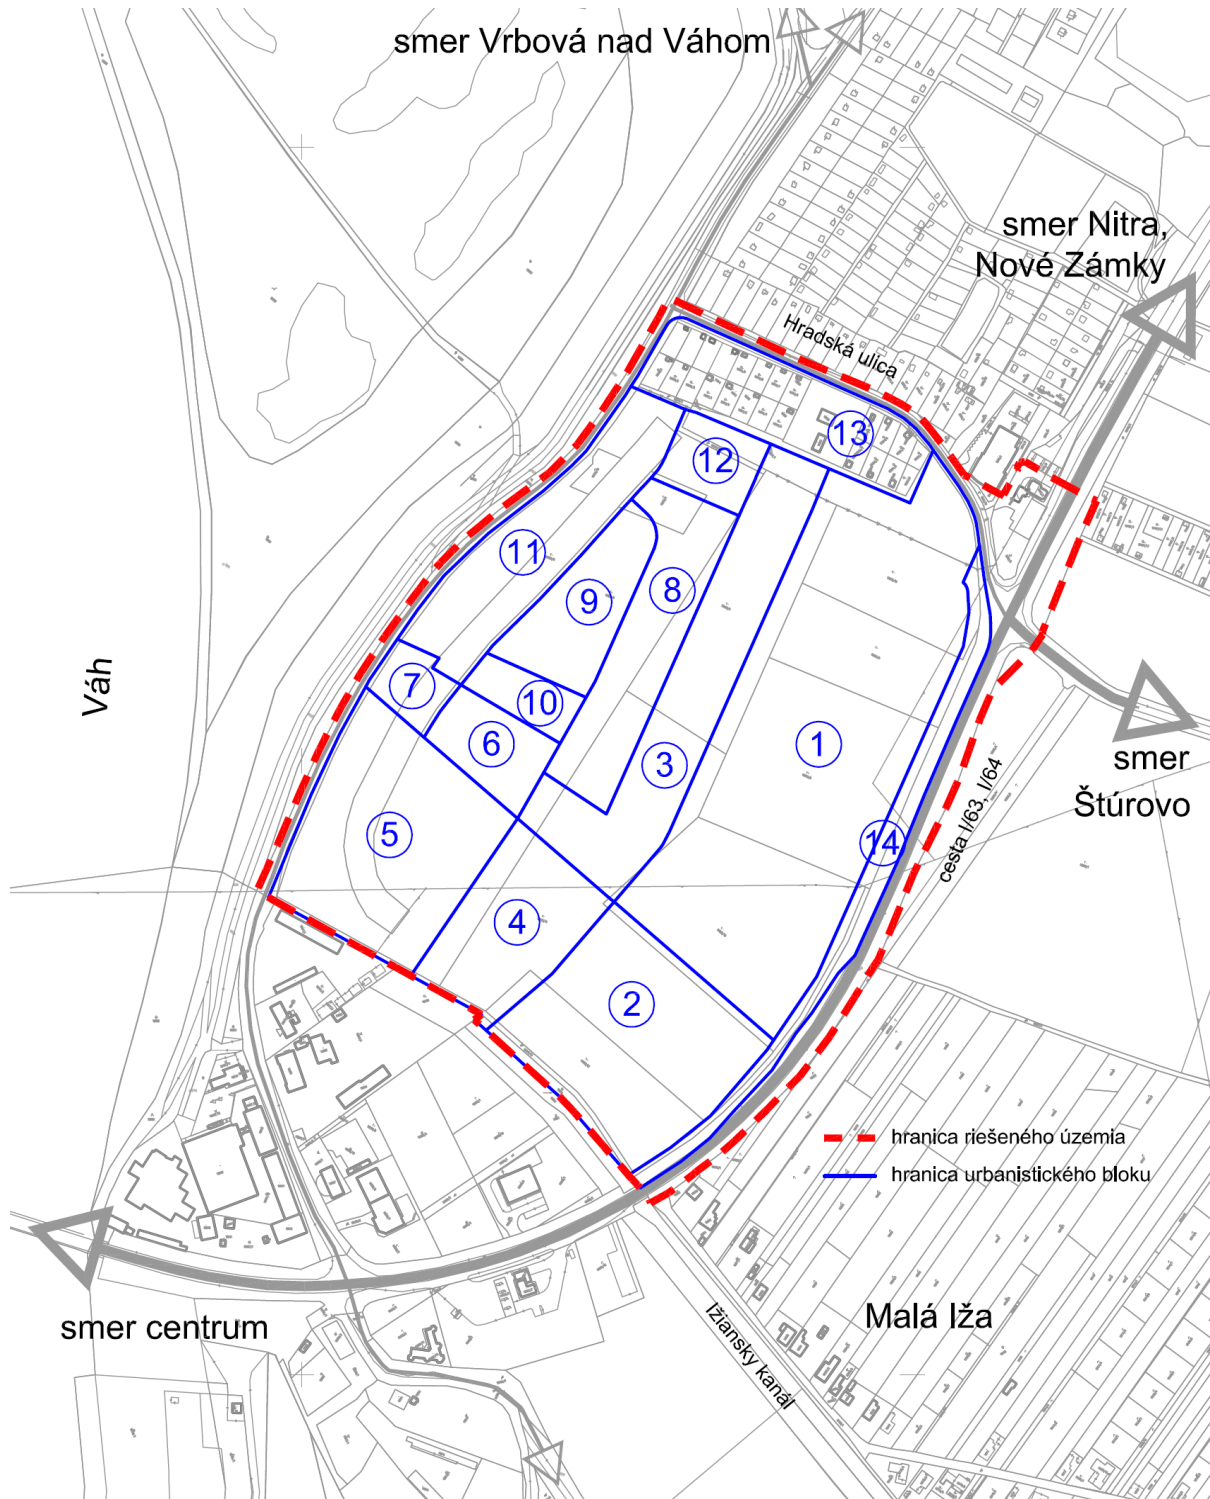 smer Vrbová nad Váhom
smer Nitra,
Nové Zámky
Hradská ulica
13
12
11
9
8
7
10
6
3
1
5
14
4
2
Váh
cesta I/63, I/64
smer
Štúrovo
hranica riešeného územia
hranica urbanistického bloku
Malá Iža
Ižiansky kanál
smer centrum